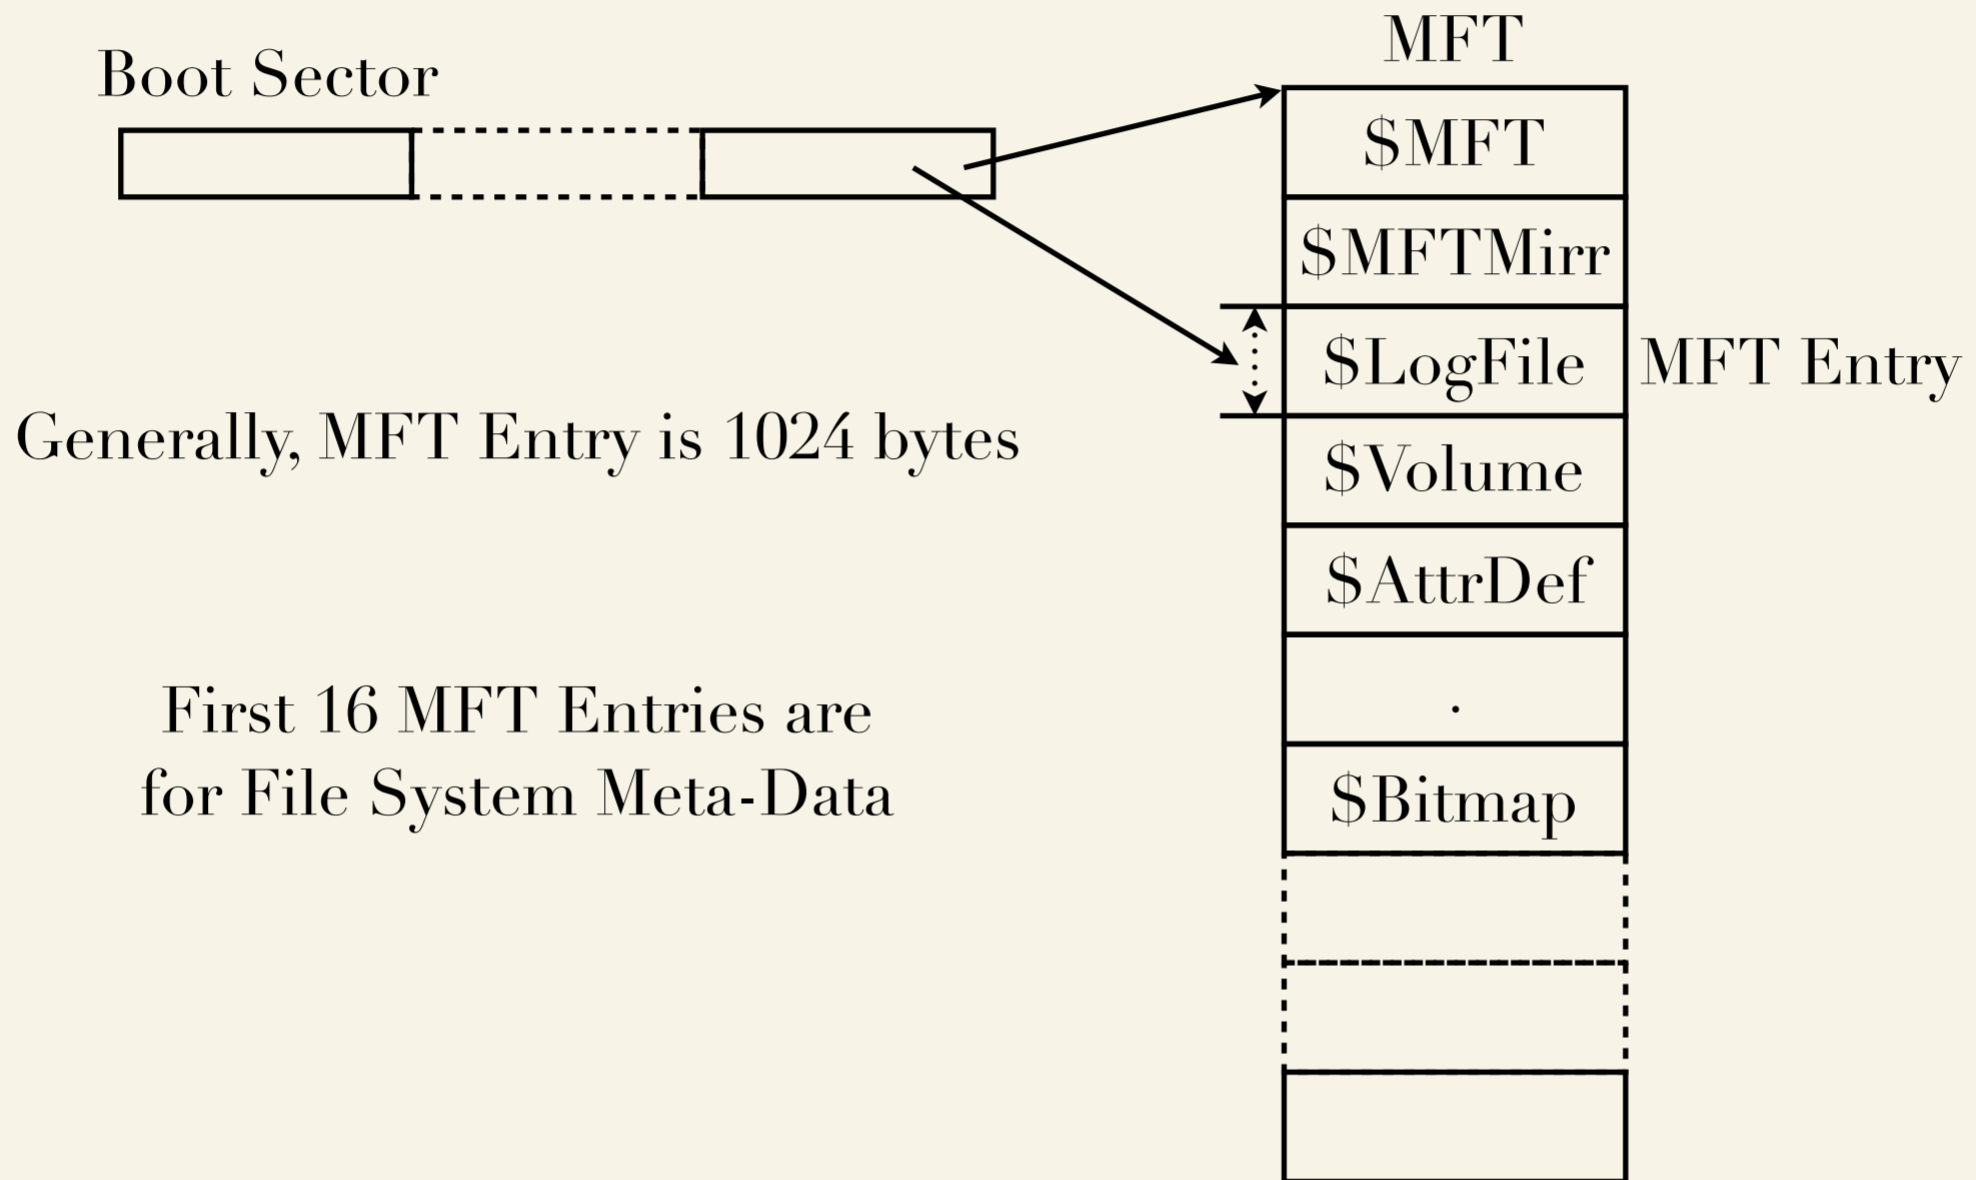 Boot Sector
MFT
$MFT
$MFTMirr
$LogFile
MFT Entry
$Volume
$AttrDef
.
$Bitmap
Generally, MFT Entry is 1024 bytes
First 16 MFT Entries are
for File System Meta-Data